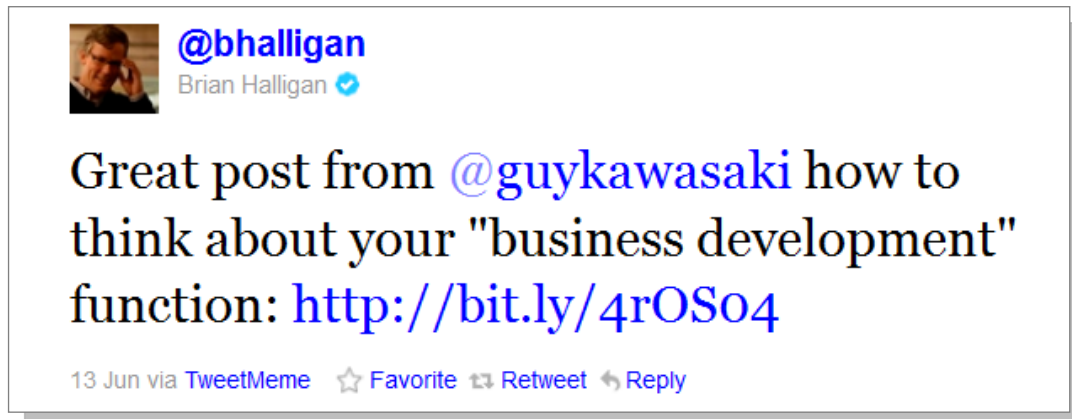 @bhalligan
Brian Halligan
Great post from @guykawasaki how to
think about your "business development"
function: http://bit.ly/4rOS04
13 Jun via TweetMeme Favorite Retweet Reply